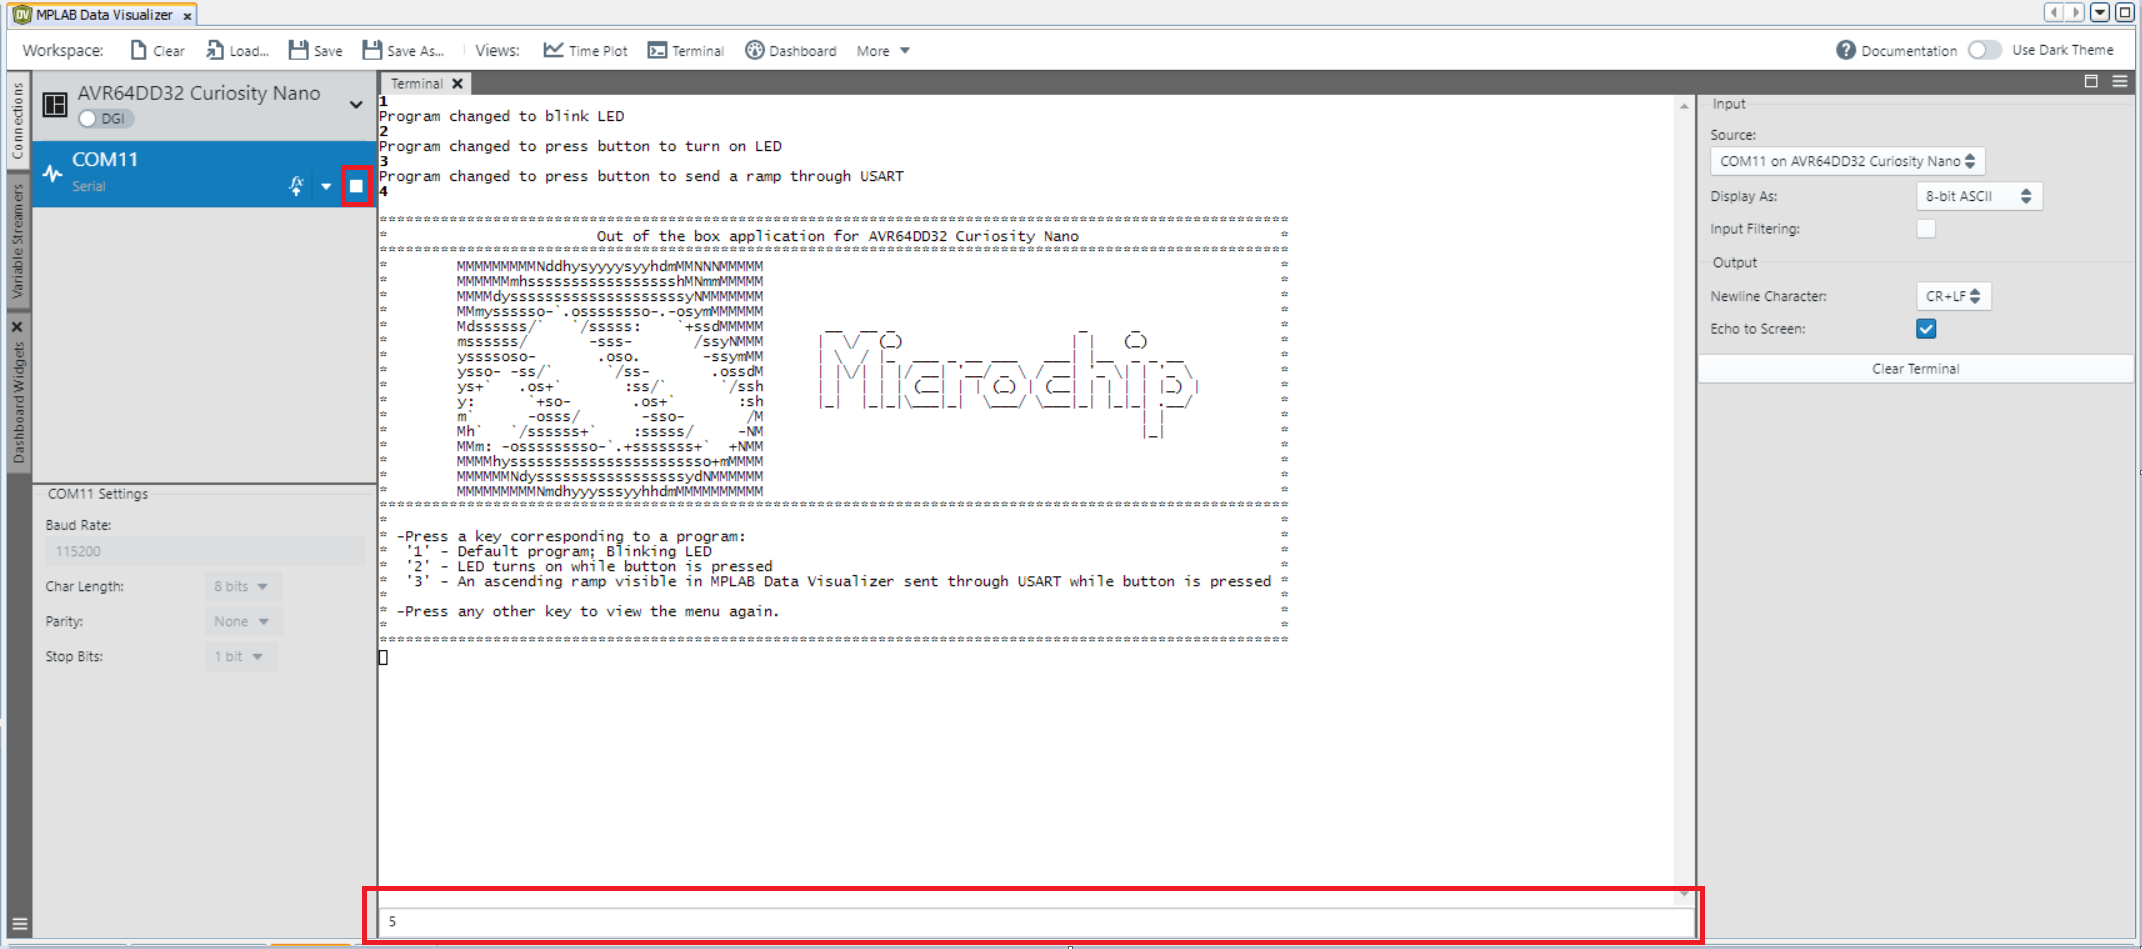 MPLAB Data Visualizer x
Workspace: Clear Load... Save Save As... Views: Time Plot Terminal Dashboard More Documentation Use Dark Theme
Connections
Variable Streamers
Dashboard Widgets
AVR64DD32 Curiosity Nano
DGI
COM11
Serial
COM11 Settings
Baud Rate:
115200
Char Length: 8 bits
Parity: None
Stop Bits: 1 bit
Terminal
1
Program changed to blink LED
2
Program changed to press button to turn on LED
3
Program changed to press button to send a ramp through USART
4
Out of the box application for AVR64DD32 Curiosity Nano
MMMMMMMMMNddhysyyyysyyhdmMMNNNMMMMM
MMMMMMmhsssssssssssssssssshMNmmMMMMM
MMMMdyssssssssssssssssssssyNMMMMMMM
MMmyssssso-`.ossssssso-.-osymMMMMMM
Mdssssss/` `/sssss: `+ssdMMMMM
mssssss/ -sss- /ssyNMMM
yssssoso- .oso. -ssymMM
ysso- -ss/` `/ss- .ossdM
ys+` .os+` :ss/` `/ssh
y: `+so- .os+` :sh
m` -osss/ -sso- /M
Mh` `/ssssss+` :sssss/ -NM
MMm: -osssssssso-`.+sssssss+` +NMM
MMMMhysssssssssssssssssssssso+mMMMM
MMMMMMNdysssssssssssssssssydNMMMMMM
MMMMMMMMMNmdhyyysssyyhhdmMMMMMMMMMM
Microchip
* -Press a key corresponding to a program: *
* '1' - Default program; Blinking LED *
* '2' - LED turns on while button is pressed *
* '3' - An ascending ramp visible in MPLAB Data Visualizer sent through USART while button is pressed *
* -Press any other key to view the menu again. *
5
Input
Source:
COM11 on AVR64DD32 Curiosity Nano
Display As: 8-bit ASCII
Input Filtering:
Output
Newline Character: CR+LF
Echo to Screen:
Clear Terminal